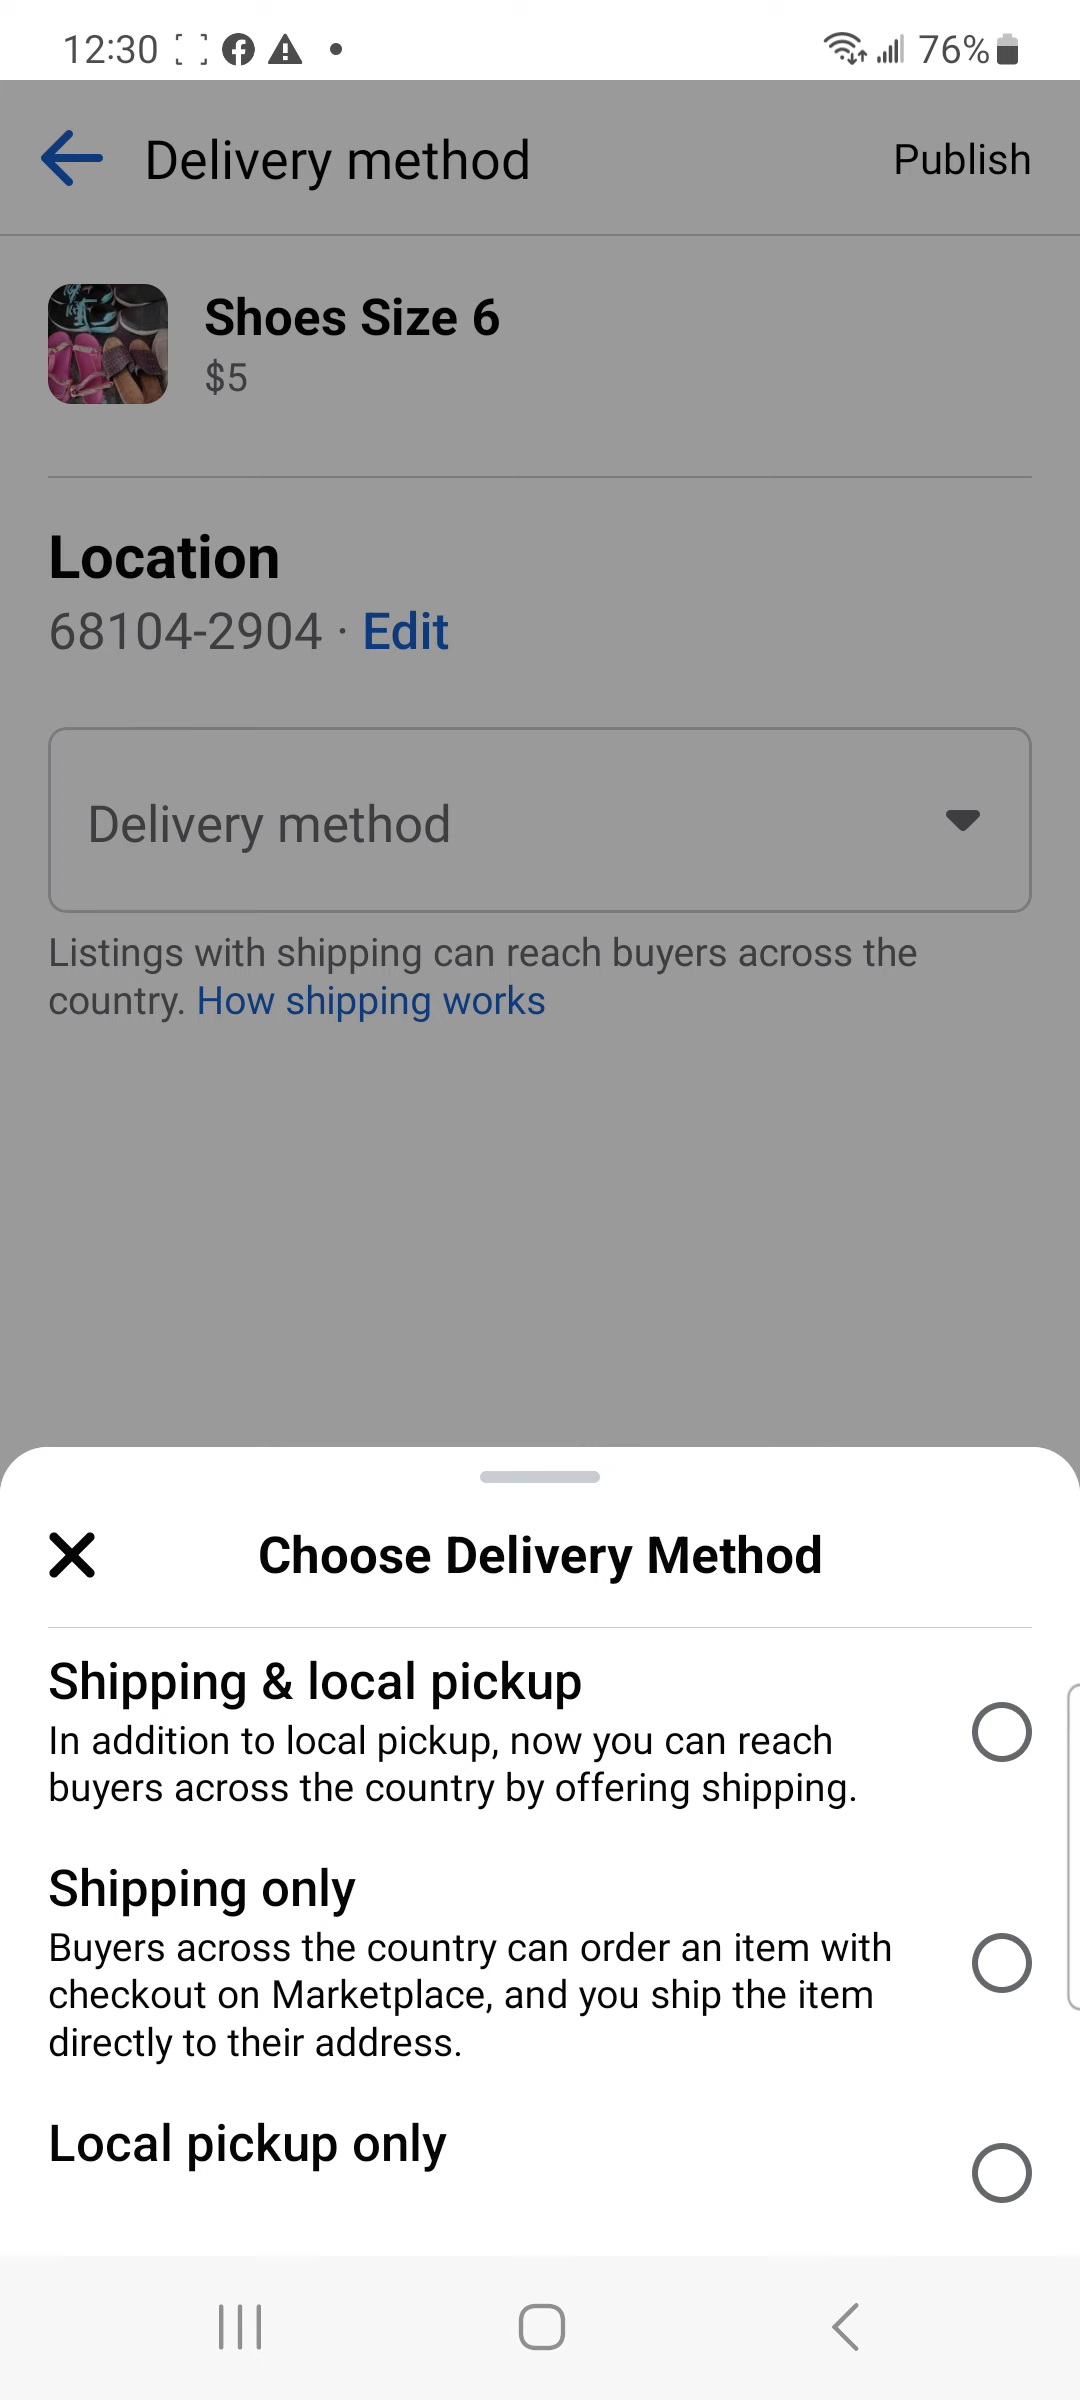 12:30 76%
Delivery method Publish
Shoes Size 6
$5
Location
68104-2904 · Edit
Delivery method
Listings with shipping can reach buyers across the
country. How shipping works
Choose Delivery Method
Shipping & local pickup
In addition to local pickup, now you can reach
buyers across the country by offering shipping.
Shipping only
Buyers across the country can order an item with
checkout on Marketplace, and you ship the item
directly to their address.
Local pickup only